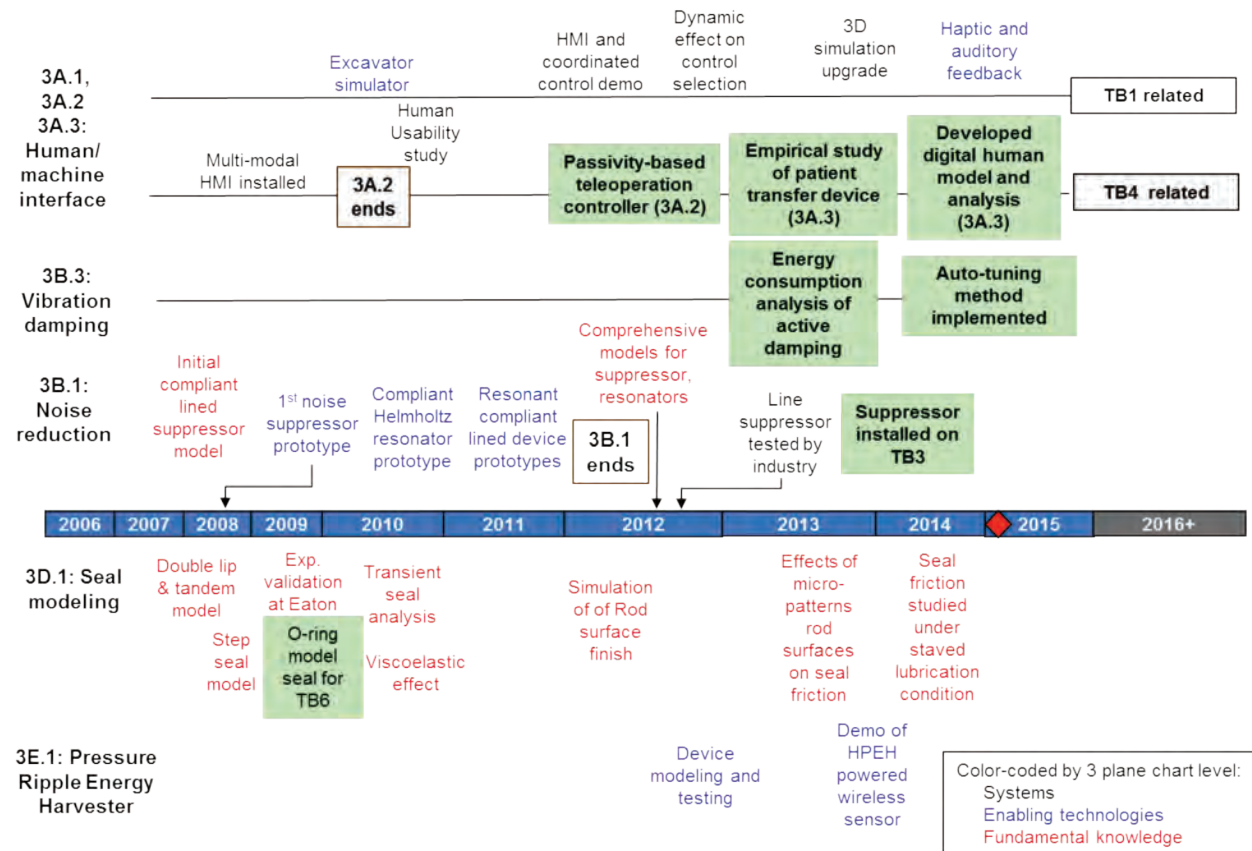 3A.1,
3A.2
3A.3:
Human/
machine
interface
Excavator
simulator
HMI and
coordinated
control demo
Dynamic
effect on
control
selection
3D
simulation
upgrade
Haptic and
auditory
feedback
TB1 related
Multi-modal
HMI installed
3A.2
ends
Human
Usability
study
Passivity-based
teleoperation
controller (3A.2)
Empirical study
of patient
transfer device
(3A.3)
Developed
digital human
model and
analysis
(3A.3)
TB4 related
3B.3:
Vibration
damping
Energy
consumption
analysis of
active
damping
Auto-tuning
method
implemented
3B.1:
Noise
reduction
Initial
compliant
lined
suppressor
model
1st noise
suppressor
prototype
Compliant
Helmholtz
resonator
prototype
Resonant
compliant
lined device
prototypes
3B.1
ends
Comprehensive
models for
suppressor,
resonators
Line
suppressor
tested by
industry
Suppressor
installed on
TB3
2006 2007 2008 2009 2010 2011 2012 2013 2014 2015 2016+
3D.1: Seal
modeling
Double lip
& tandem
model
Step
seal
model
Exp.
validation
at Eaton
O-ring
model
seal for
TB6
Transient
seal
analysis
Viscoelastic
effect
Simulation
of of Rod
surface
finish
Effects of
micro-
patterns
rod
surfaces
on seal
friction
Seal
friction
studied
under
staved
lubrication
condition
3E.1: Pressure
Ripple Energy
Harvester
Device
modeling and
testing
Demo of
HPEH
powered
wireless
sensor
Color-coded by 3 plane chart level:
Systems
Enabling technologies
Fundamental knowledge